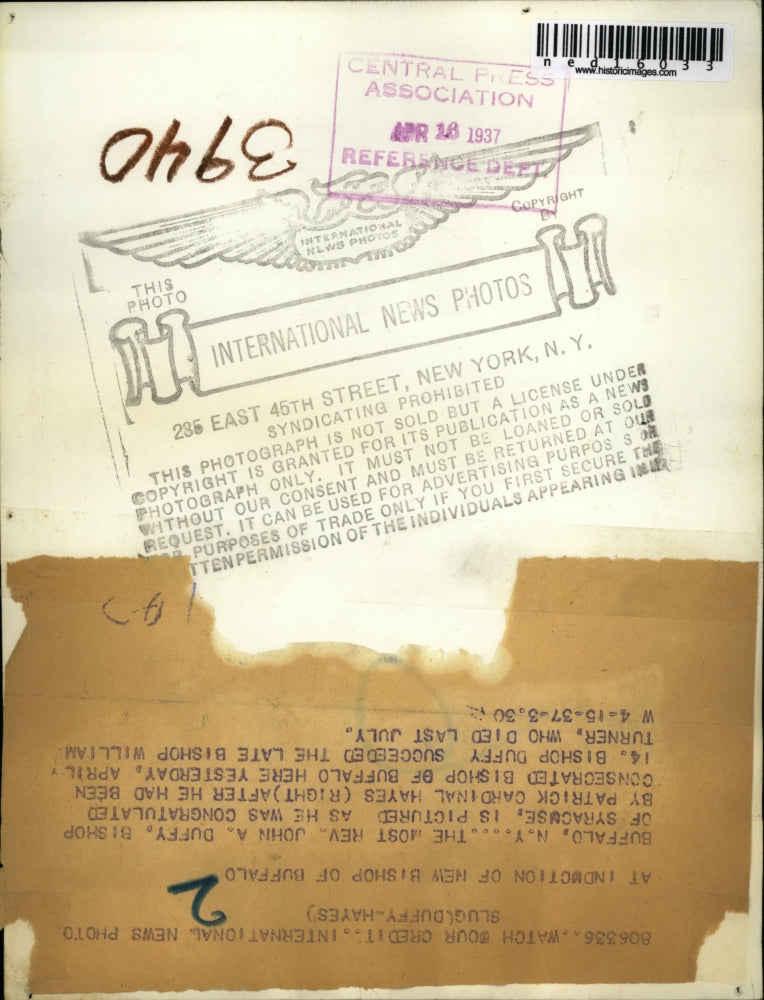 ned16033
www.historicimages.com
CENTRAL PRESS
ASSOCIATION
APR 16 1937
REFERENCE DEPT.
3940
INTERNATIONAL
NEWS PHOTOS
COPYRIGHT
BY
THIS
PHOTO
INTERNATIONAL NEWS PHOTOS
235 EAST 45TH STREET, NEW YORK, N.Y.
SYNDICATING PROHIBITED
THIS PHOTOGRAPH IS NOT SOLD BUT A LICENSE UNDER
COPYRIGHT IS GRANTED FOR ITS PUBLICATION AS A NEWS
PHOTOGRAPH ONLY. IT MUST NOT BE LOANED OR SOLD
WITHOUT OUR CONSENT AND MUST BE RETURNED AT OUR
REQUEST. IT CAN BE USED FOR ADVERTISING PURPOS S OR
PURPOSES OF TRADE ONLY IF YOU FIRST SECURE THE
TTEN PERMISSION OF THE INDIVIDUALS APPEARING IN IT
806336..WATCH YOUR CREDIT..INTERNATIONAL NEWS PHOTO
SLUG(DUFFY-HAYES)
2
AT INDUCTION OF NEW BISHOP OF BUFFALO
BUFFALO, N.Y.....THE MOST REV. JOHN A. DUFFY, BISHOP
OF SYRACUSE, IS PICTURED AS HE WAS CONGRATULATED
BY PATRICK CARDINAL HAYES (RIGHT)AFTER HE HAD BEEN
CONSECRATED BISHOP OF BUFFALO HERE YESTERDAY, APRIL
14. BISHOP DUFFY SUCCEEDED THE LATE BISHOP WILLIAM
TURNER, WHO DIED LAST JULY.
W 4-15-37-3.30